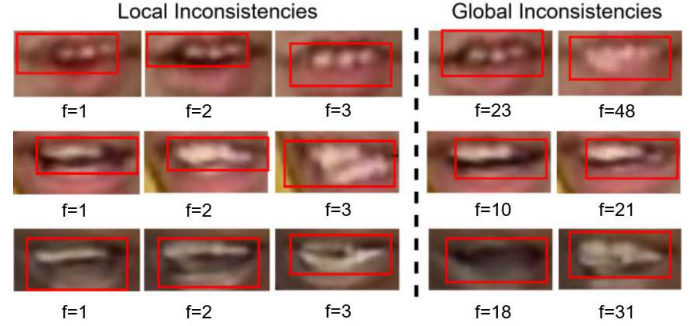 Local Inconsistencies Global Inconsistencies
f=1 f=2 f=3 f=23 f=48
f=1 f=2 f=3 f=10 f=21
f=1 f=2 f=3 f=18 f=31